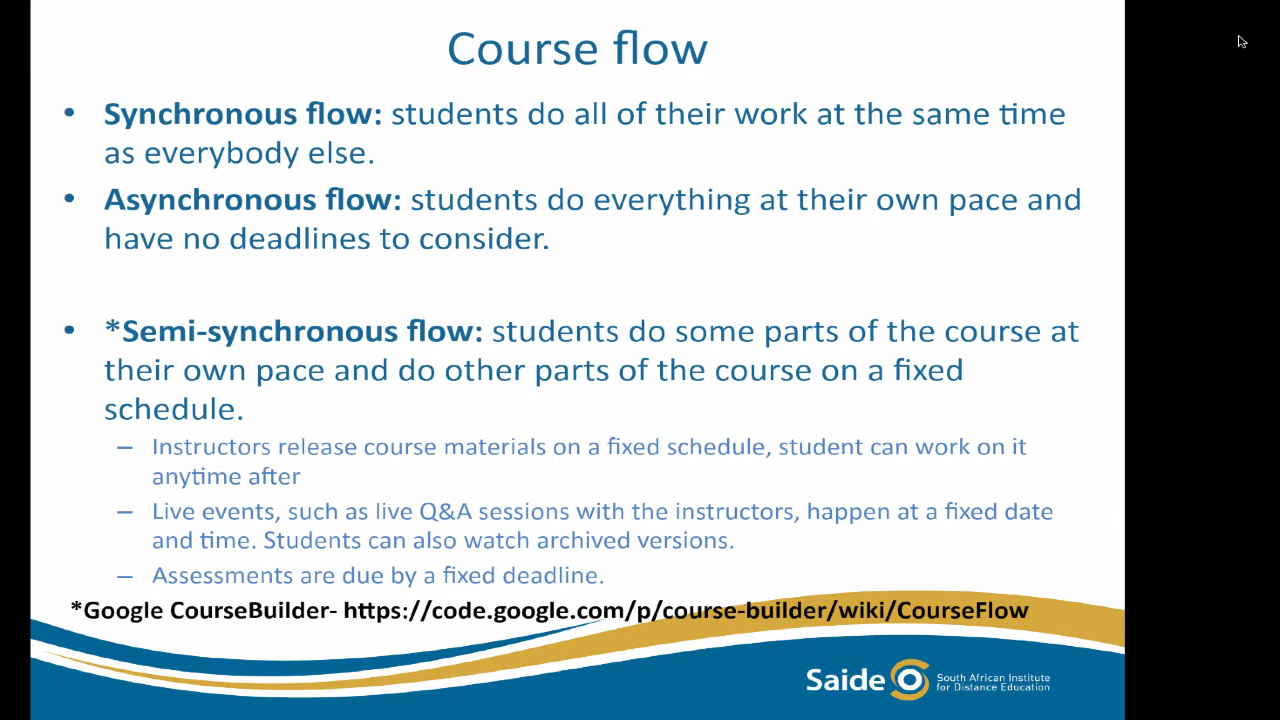 Course flow
• Synchronous flow: students do all of their work at the same time
as everybody else.
• Asynchronous flow: students do everything at their own pace and
have no deadlines to consider.
• *Semi-synchronous flow: students do some parts of the course at
their own pace and do other parts of the course on a fixed
schedule.
– Instructors release course materials on a fixed schedule, student can work on it
anytime after
– Live events, such as live Q&A sessions with the instructors, happen at a fixed date
and time. Students can also watch archived versions.
– Assessments are due by a fixed deadline.
*Google CourseBuilder- https://code.google.com/p/course-builder/wiki/CourseFlow
Saide
South African Institute
for Distance Education